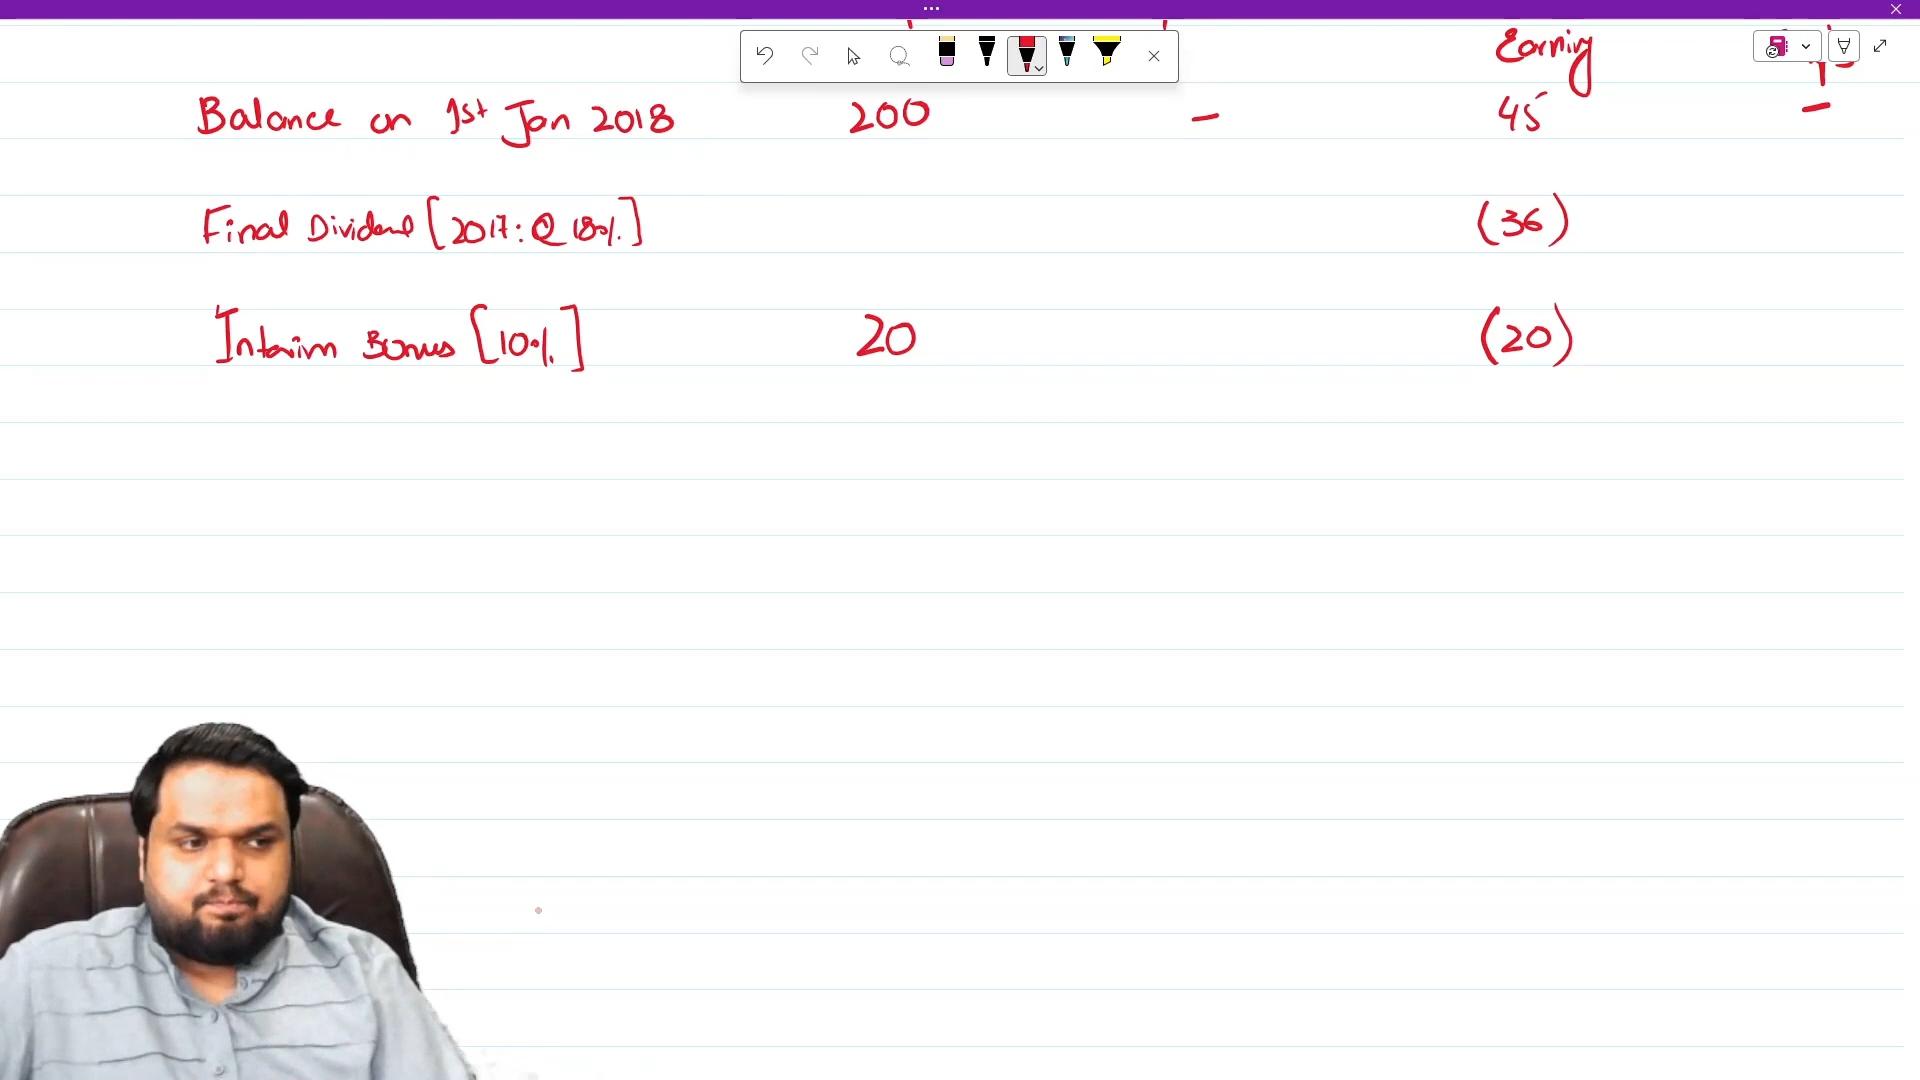 Earning
Balance on 1st Jan 2018 200 - 45 -
Final Dividend [2017: @ 18%] (36)
Interim Bonus [10%] 20 (20)